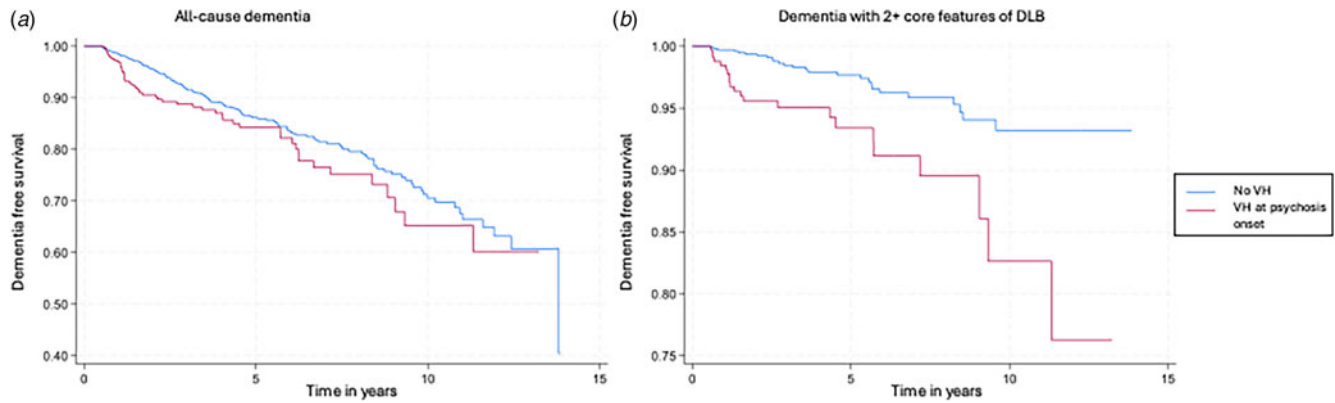 (a) All-cause dementia
1.00
0.90
0.80
0.70
0.60
0.50
0.40
Dementia free survival
0 5 10 15
Time in years
(b) Dementia with 2+ core features of DLB
1.00
0.95
0.90
0.85
0.80
0.75
Dementia free survival
0 5 10 15
Time in years
No VH
VH at psychosis
onset